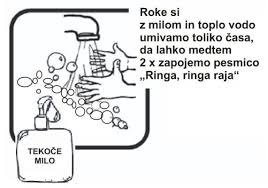 Roke si
z milom in toplo vodo
umivamo toliko časa,
da lahko medtem
2 x zapojemo pesmico
„Ringa, ringa raja“
TEKOČE
MILO